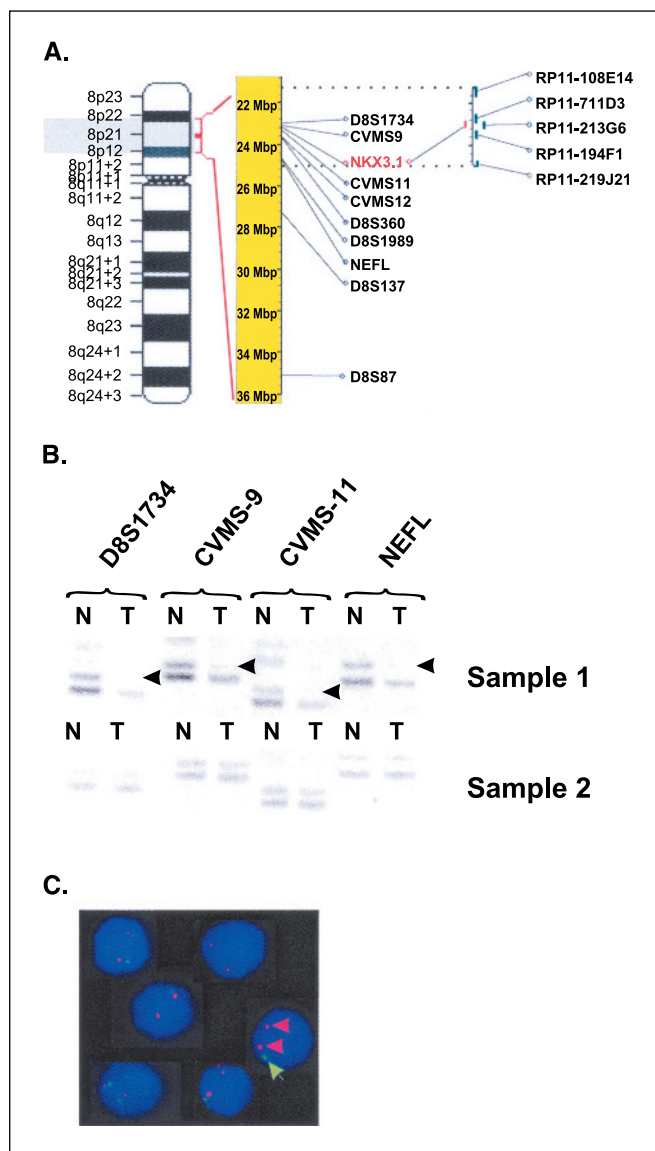 A.
8p23
8p22
8p21
8p12
8p11+2
8p11+1
8q11+1
8q11+2
8q12
8q13
8q21+1
8q21+2
8q21+3
8q22
8q23
8q24+1
8q24+2
8q24+3
22 Mbp
24 Mbp
26 Mbp
28 Mbp
30 Mbp
32 Mbp
34 Mbp
36 Mbp
D8S1734
CVMS9
NKX3.1
CVMS11
CVMS12
D8S360
D8S1989
NEFL
D8S137
D8S87
RP11-108E14
RP11-711D3
RP11-213G6
RP11-194F1
RP11-219J21
B.
D8S1734 CVMS-9 CVMS-11 NEFL
N T N T N T N T
Sample 1
N T N T N T N T
Sample 2
C.